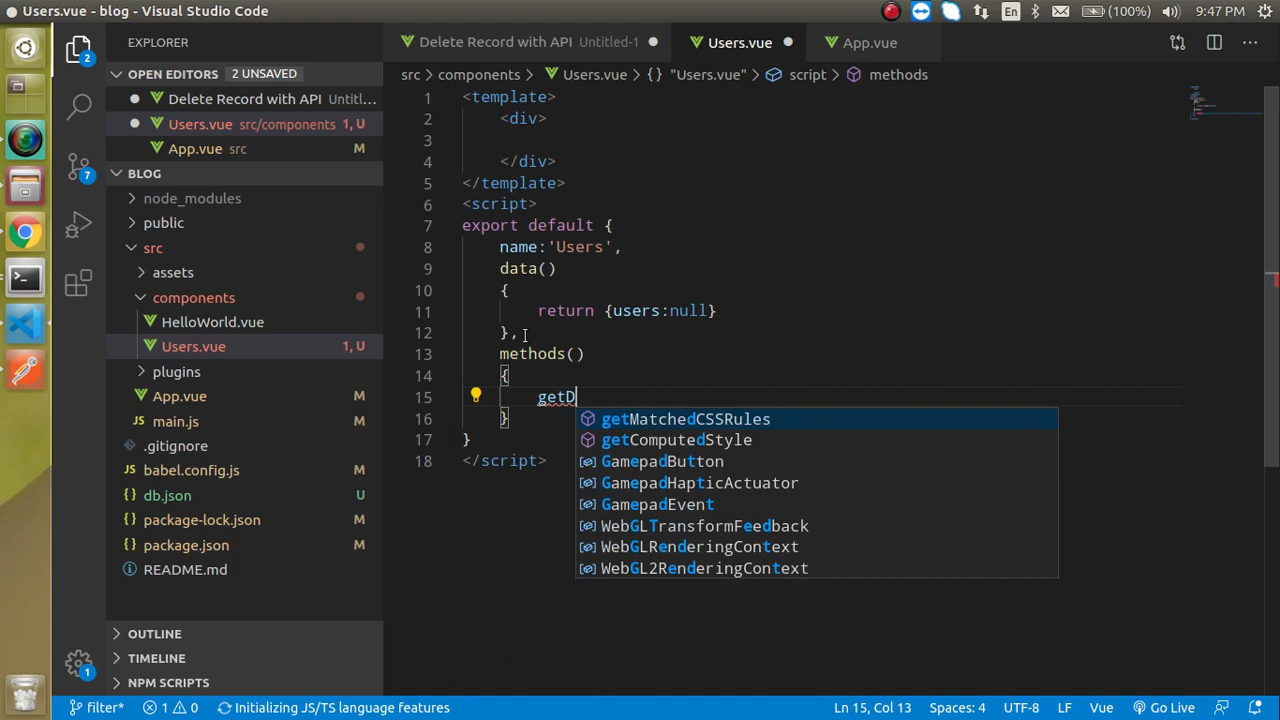 Users.vue - blog - Visual Studio Code
En (100%) 9:47 PM
EXPLORER
OPEN EDITORS 2 UNSAVED
Delete Record with API Untitl...
Users.vue src/components 1, U
App.vue src M
BLOG
node_modules
public
src
assets
components
HelloWorld.vue
Users.vue 1, U
plugins
App.vue M
main.js M
.gitignore
babel.config.js
db.json U
package-lock.json M
package.json M
README.md
OUTLINE
TIMELINE
NPM SCRIPTS
2
7
1
Delete Record with API Untitled-1 Users.vue App.vue
src > components > Users.vue > {} "Users.vue" > script > methods
1 <template>
2 <div>
3
4 </div>
5 </template>
6 <script>
7 export default {
8 name:'Users',
9 data()
10 {
11 return {users:null}
12 },
13 methods()
14 {
15 getD
16 }
17 }
18 </script>
getMatchedCSSRules
getComputedStyle
GamepadButton
GamepadHapticActuator
GamepadEvent
WebGLTransformFeedback
WebGLRenderingContext
WebGL2RenderingContext
filter* 1 0 Initializing JS/TS language features Ln 15, Col 13 Spaces: 4 UTF-8 LF Vue Go Live